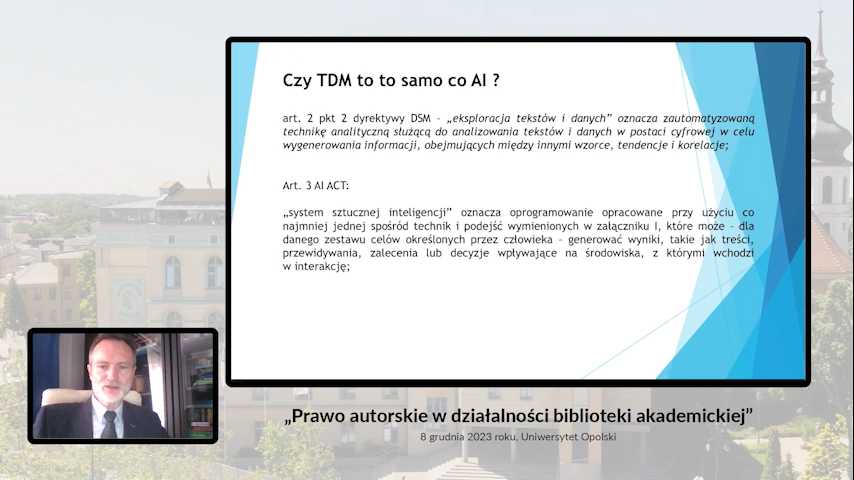 Czy TDM to to samo co AI ?
art. 2 pkt 2 dyrektywy DSM – „eksploracja tekstów i danych” oznacza zautomatyzowaną
technikę analityczną służącą do analizowania tekstów i danych w postaci cyfrowej w celu
wygenerowania informacji, obejmujących między innymi wzorce, tendencje i korelacje;
Art. 3 AI ACT:
„system sztucznej inteligencji” oznacza oprogramowanie opracowane przy użyciu co
najmniej jednej spośród technik i podejść wymienionych w załączniku I, które może – dla
danego zestawu celów określonych przez człowieka – generować wyniki, takie jak treści,
przewidywania, zalecenia lub decyzje wpływające na środowiska, z którymi wchodzi
w interakcję;
„Prawo autorskie w działalności biblioteki akademickiej”
8 grudnia 2023 roku, Uniwersytet Opolski